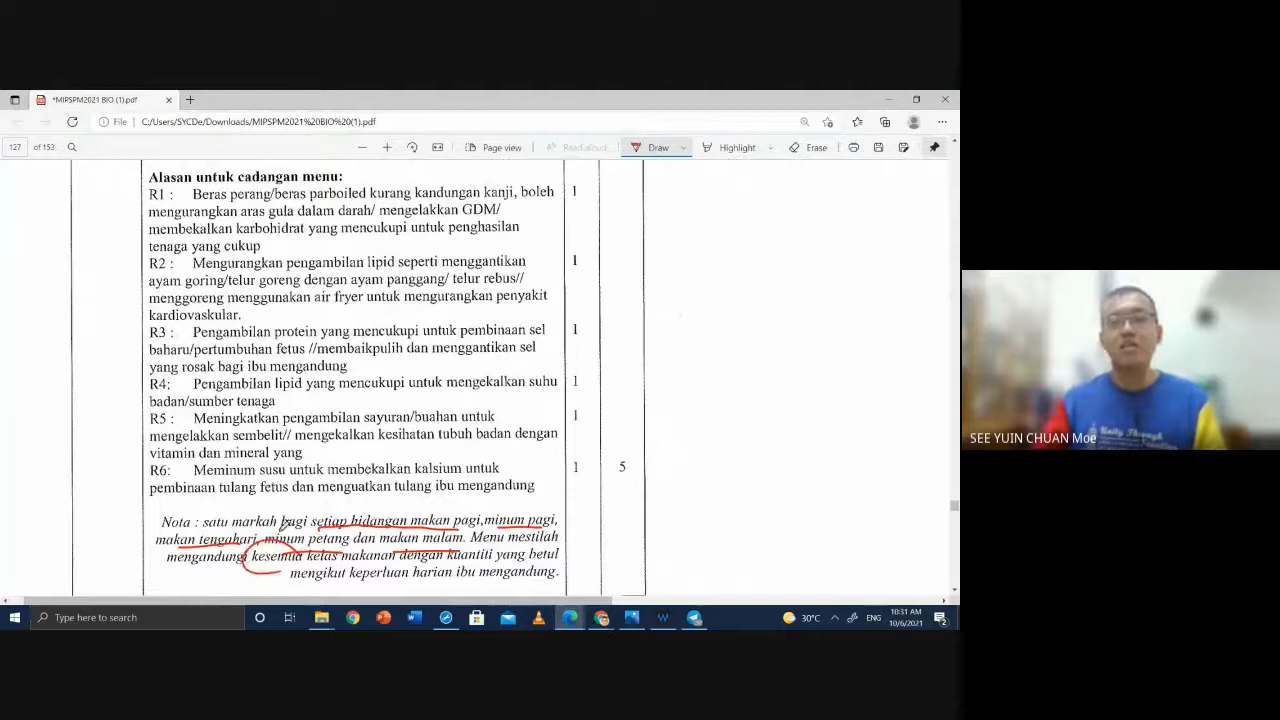 *MIPSPM2021 BIO (1).pdf
File
C:/Users/SYCDe/Downloads/MIPSPM2021%20BIO%20(1).pdf
127
of 153
Page view
Read aloud
Draw
Highlight
Erase
Alasan untuk cadangan menu:
R1 : Beras perang/beras parboiled kurang kandungan kanji, boleh 1
mengurangkan aras gula dalam darah/ mengelakkan GDM/
membekalkan karbohidrat yang mencukupi untuk penghasilan
tenaga yang cukup
R2 : Mengurangkan pengambilan lipid seperti menggantikan 1
ayam goring/telur goreng dengan ayam panggang/ telur rebus//
menggoreng menggunakan air fryer untuk mengurangkan penyakit
kardiovaskular.
R3 : Pengambilan protein yang mencukupi untuk pembinaan sel 1
baharu/pertumbuhan fetus //membaikpulih dan menggantikan sel
yang rosak bagi ibu mengandung
R4: Pengambilan lipid yang mencukupi untuk mengekalkan suhu 1
badan/sumber tenaga
R5 : Meningkatkan pengambilan sayuran/buahan untuk 1
mengelakkan sembelit// mengekalkan kesihatan tubuh badan dengan
vitamin dan mineral yang
R6: Meminum susu untuk membekalkan kalsium untuk 1 5
pembinaan tulang fetus dan menguatkan tulang ibu mengandung
Nota : satu markah bagi setiap hidangan makan pagi,minum pagi,
makan tengahari, minum petang dan makan malam. Menu mestilah
mengandungi kesemua kelas makanan dengan kuantiti yang betul
mengikut keperluan harian ibu mengandung.
SEE YUIN CHUAN Moe
Type here to search
30°C
ENG
10:31 AM
10/6/2021
2